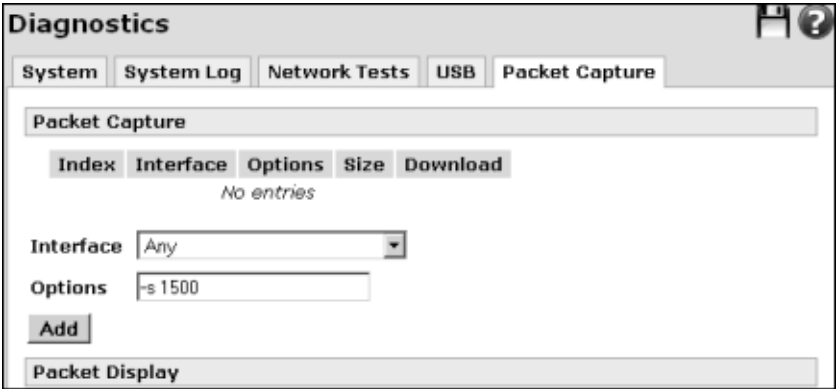 Diagnostics
System System Log Network Tests USB Packet Capture
Packet Capture
Index Interface Options Size Download
No entries
Interface Any
Options -s 1500
Add
Packet Display